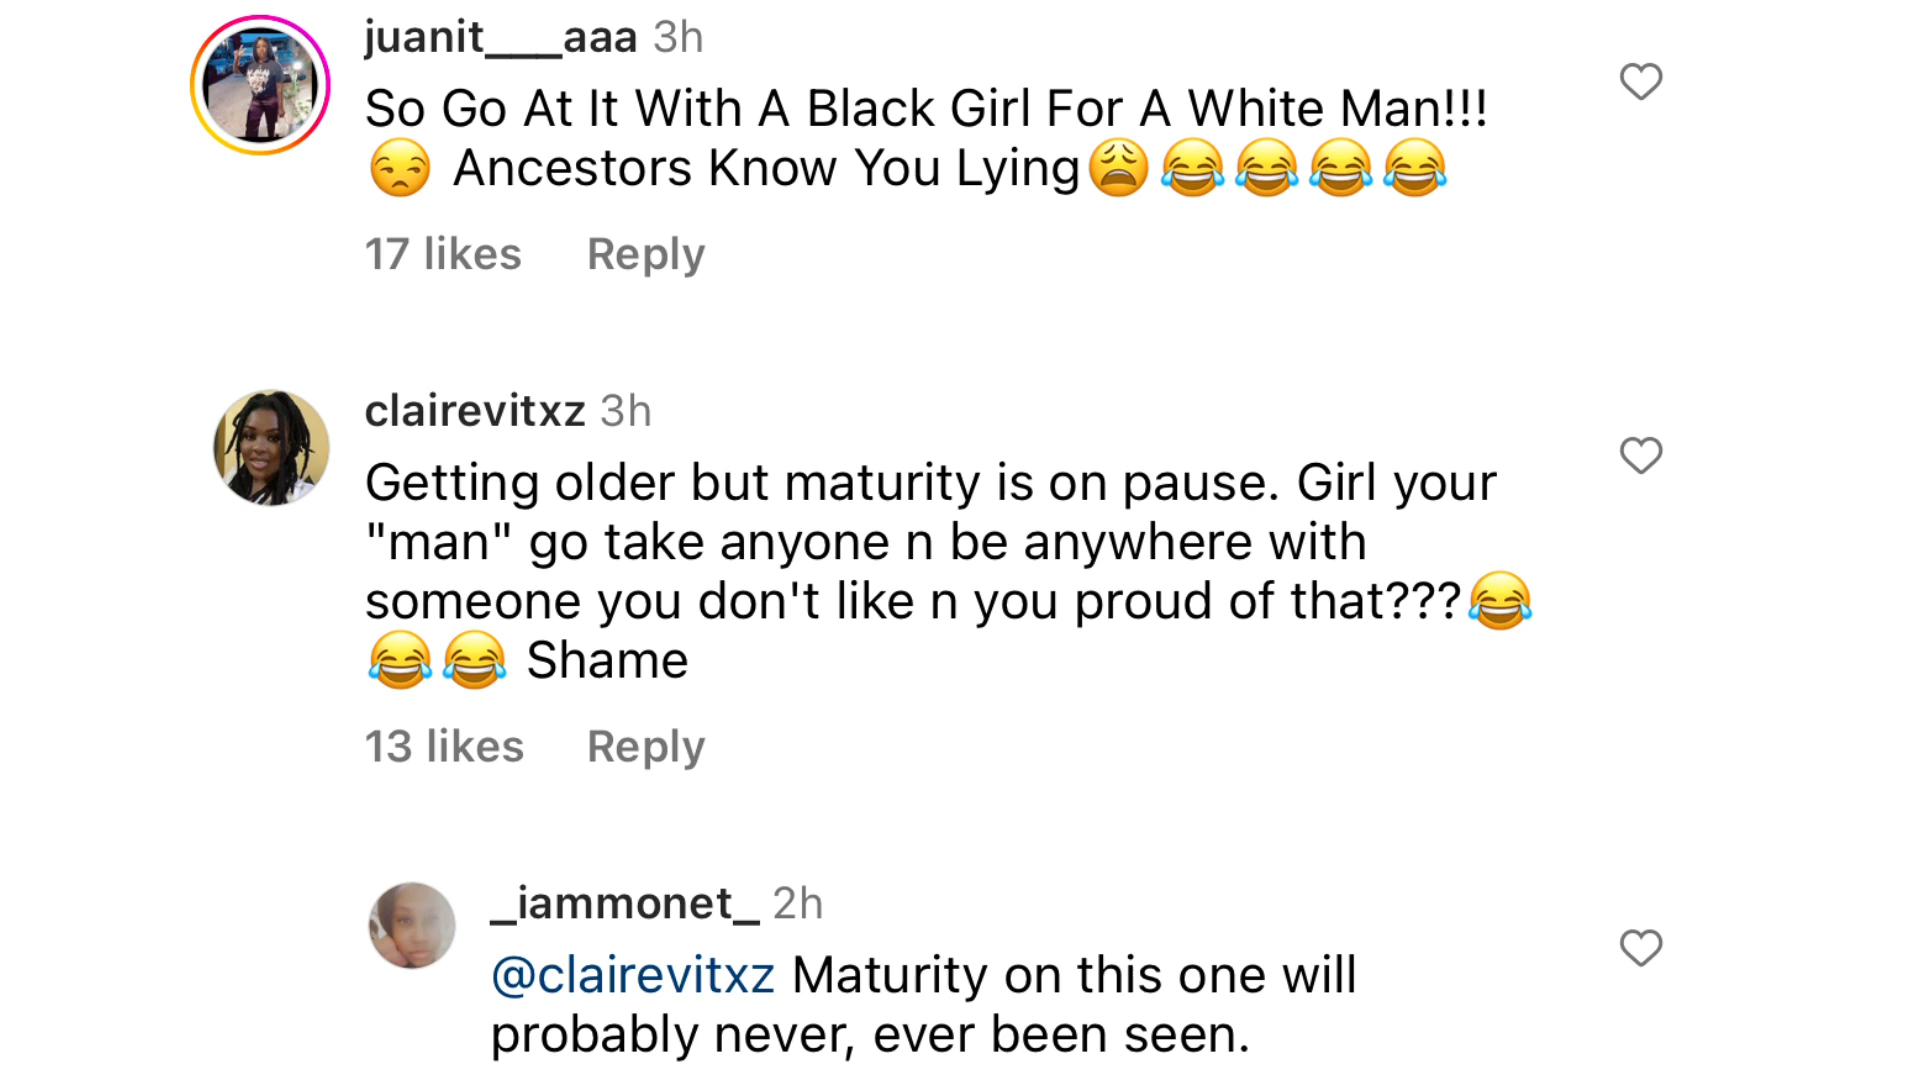 juanit___aaa 3h
So Go At It With A Black Girl For A White Man!!!
😒 Ancestors Know You Lying😩😂😂😂😂
17 likes Reply
clairevitxz 3h
Getting older but maturity is on pause. Girl your
"man" go take anyone n be anywhere with
someone you don't like n you proud of that???😂
😂😂 Shame
13 likes Reply
_iammonet_ 2h
@clairevitxz Maturity on this one will
probably never, ever been seen.